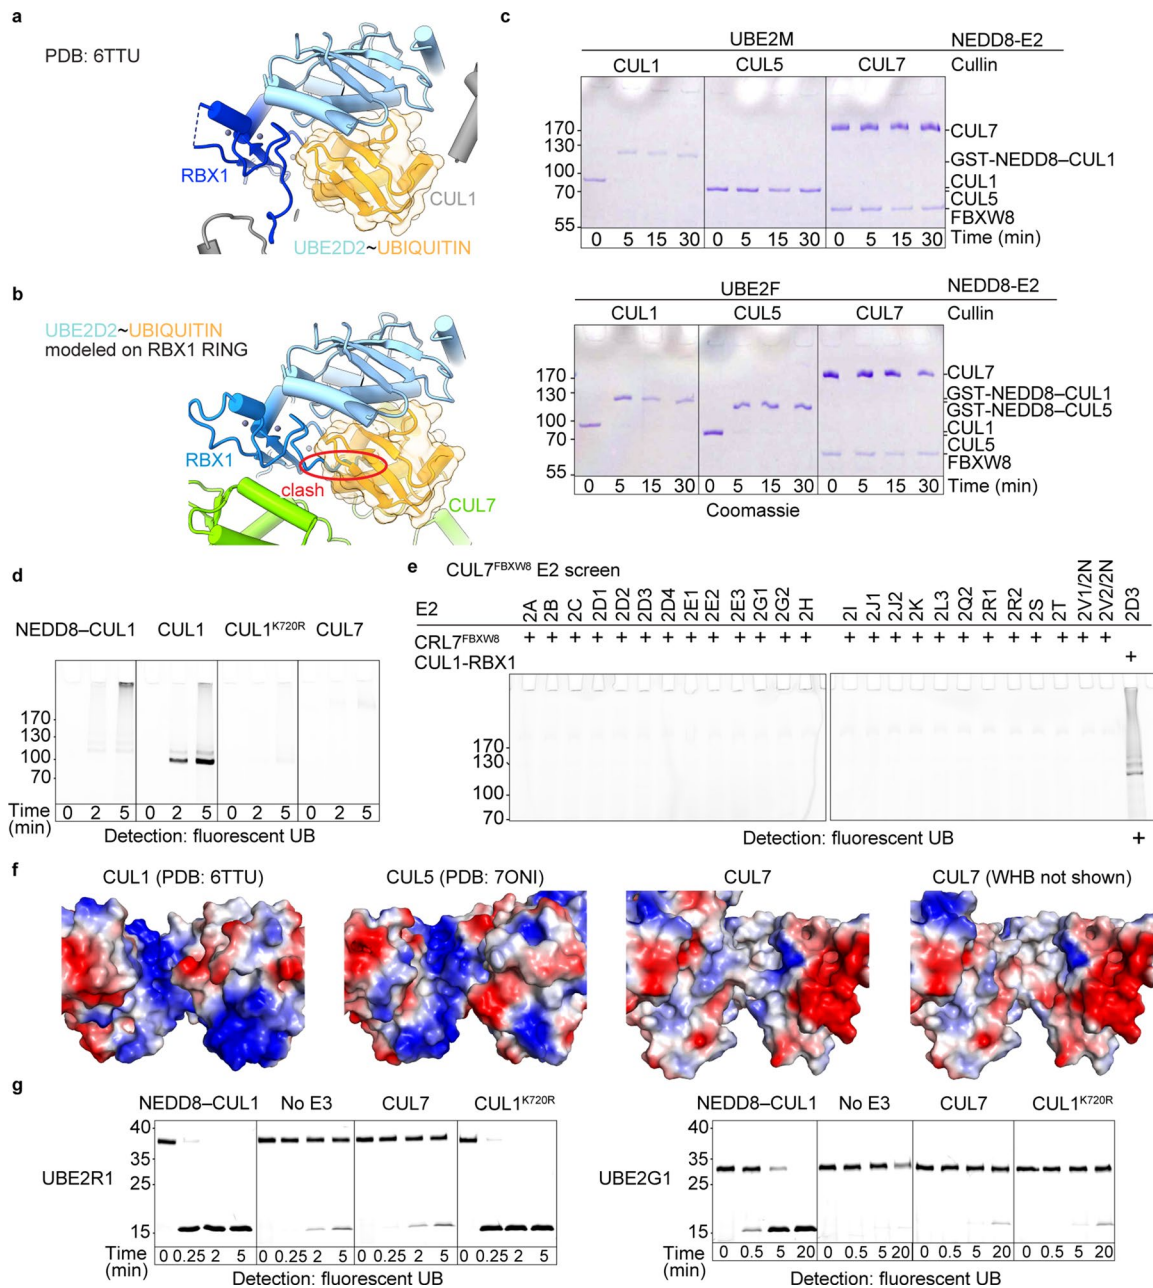 a
PDB: 6TTU
RBX1
CUL1
UBE2D2~UBIQUITIN
b
UBE2D2~UBIQUITIN
modeled on RBX1 RING
RBX1
clash
CUL7
c
UBE2M NEDD8-E2
CUL1 CUL5 CUL7 Cullin
170
130
100
70
55
CUL7
GST-NEDD8–CUL1
CUL1
CUL5
FBXW8
0 5 15 30 0 5 15 30 0 5 15 30 Time (min)
UBE2F NEDD8-E2
CUL1 CUL5 CUL7 Cullin
170
130
100
70
55
CUL7
GST-NEDD8–CUL1
GST-NEDD8–CUL5
CUL1
CUL5
FBXW8
0 5 15 30 0 5 15 30 0 5 15 30 Time (min)
Coomassie
d
NEDD8–CUL1 CUL1 CUL1K720R CUL7
170
130
100
70
Time (min) 0 2 5 0 2 5 0 2 5 0 2 5
Detection: fluorescent UB
e CUL7FBXW8 E2 screen
E2 2A 2B 2C 2D1 2D2 2D3 2D4 2E1 2E2 2E3 2G1 2G2 2H 2I 2J1 2J2 2K 2L3 2Q2 2R1 2R2 2S 2T 2V1/2N 2V2/2N 2D3
CRL7FBXW8 + + + + + + + + + + + + + + + + + + + + + + + + +
CUL1-RBX1 +
170
130
100
70
170
130
100
70
Detection: fluorescent UB +
f
CUL1 (PDB: 6TTU) CUL5 (PDB: 7ONI) CUL7 CUL7 (WHB not shown)
g
NEDD8–CUL1 No E3 CUL7 CUL1K720R
40
35
25
15
UBE2R1
Time (min) 0 0.25 2 5 0 0.25 2 5 0 0.25 2 5 0 0.25 2 5
Detection: fluorescent UB
NEDD8–CUL1 No E3 CUL7 CUL1K720R
40
35
25
15
UBE2G1
Time (min) 0 0.5 5 20 0 0.5 5 20 0 0.5 5 20 0 0.5 5 20
Detection: fluorescent UB